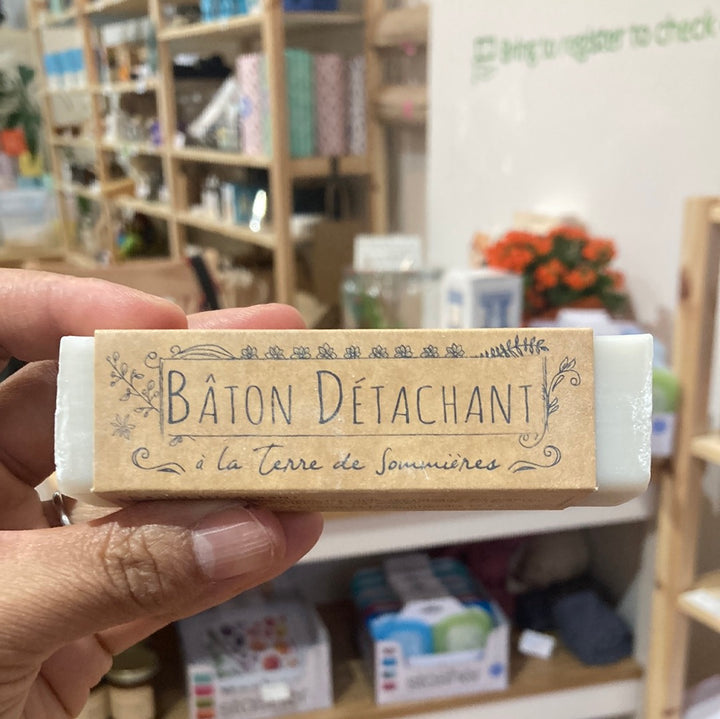 Bring to register to check
BÂTON DÉTACHANT
à la Terre de Sommières